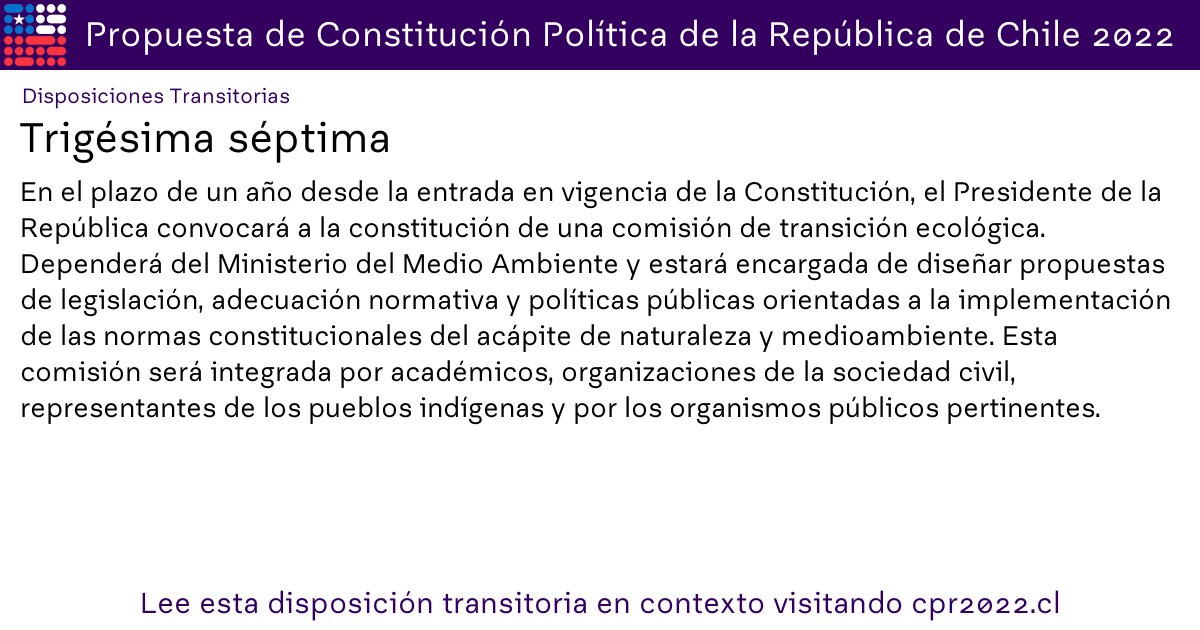 Propuesta de Constitución Política de la República de Chile 2022
Disposiciones Transitorias
Trigésima séptima
En el plazo de un año desde la entrada en vigencia de la Constitución, el Presidente de la
República convocará a la constitución de una comisión de transición ecológica.
Dependerá del Ministerio del Medio Ambiente y estará encargada de diseñar propuestas
de legislación, adecuación normativa y políticas públicas orientadas a la implementación
de las normas constitucionales del acápite de naturaleza y medioambiente. Esta
comisión será integrada por académicos, organizaciones de la sociedad civil,
representantes de los pueblos indígenas y por los organismos públicos pertinentes.
Lee esta disposición transitoria en contexto visitando cpr2022.cl